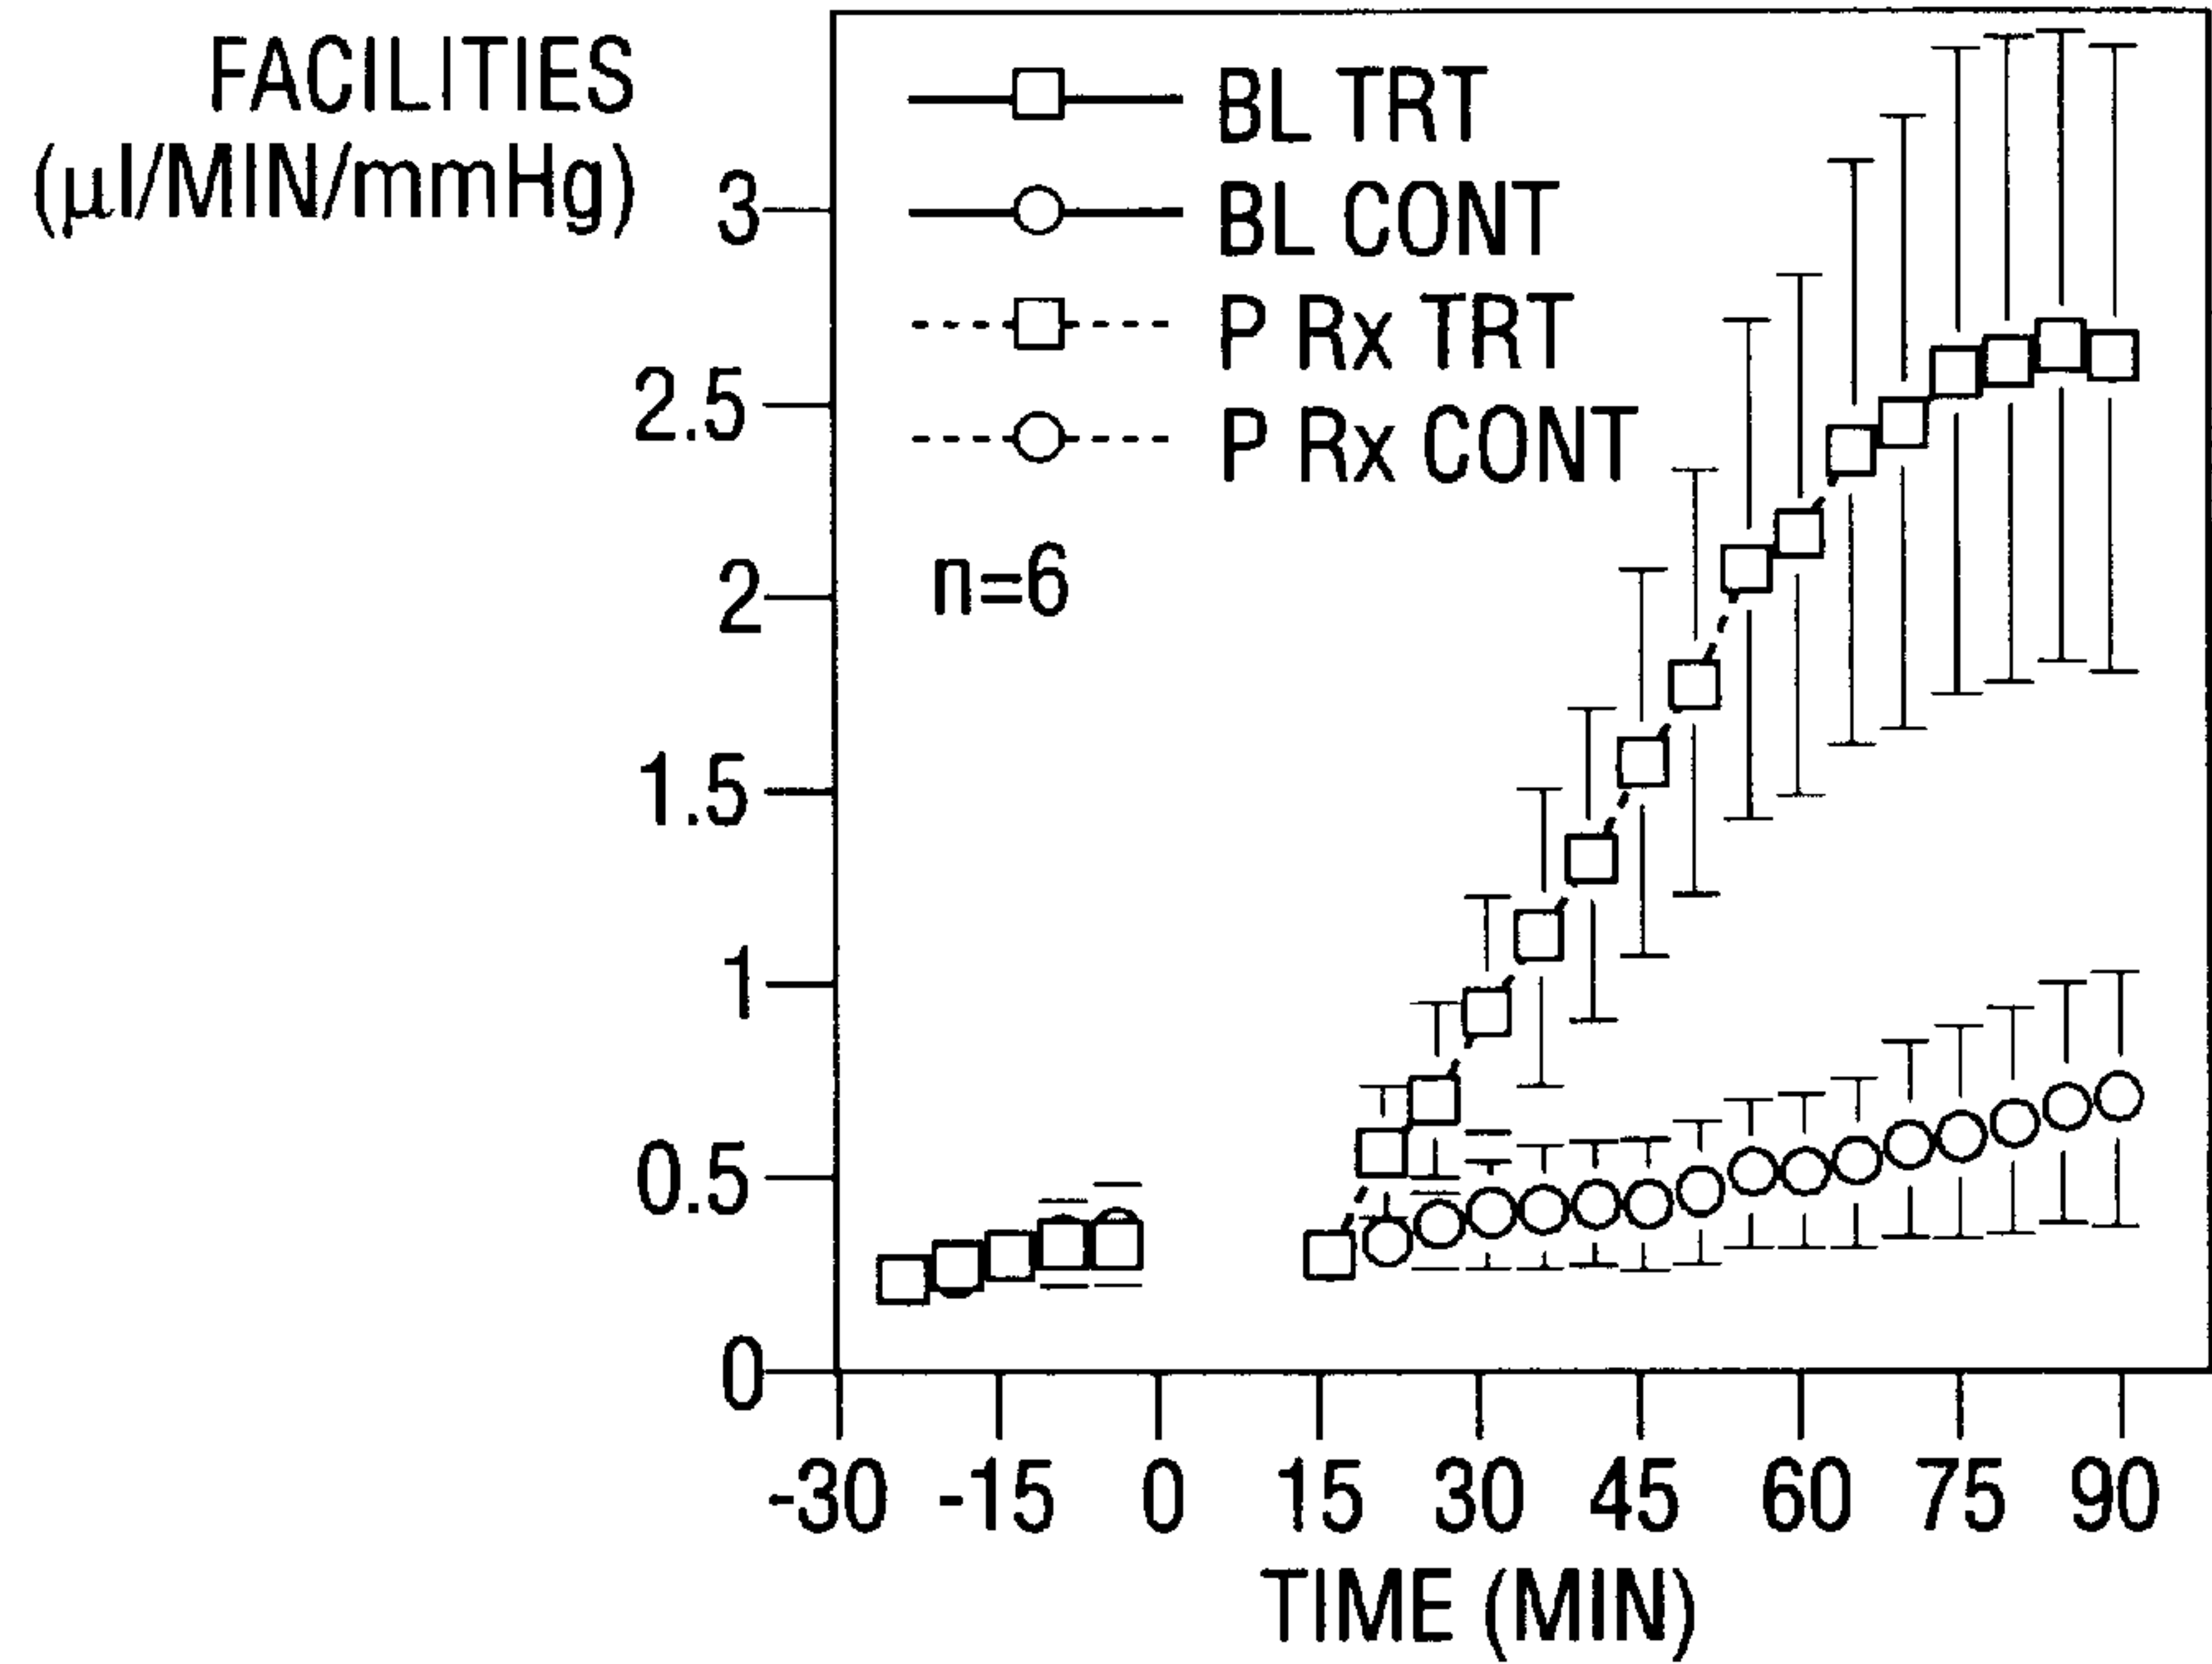 FACILITIES
(μl/MIN/mmHg)
BL TRT
BL CONT
P Rx TRT
P Rx CONT
n=6
3
2.5
2
1.5
1
0.5
0
-30 -15 0 15 30 45 60 75 90
TIME (MIN)